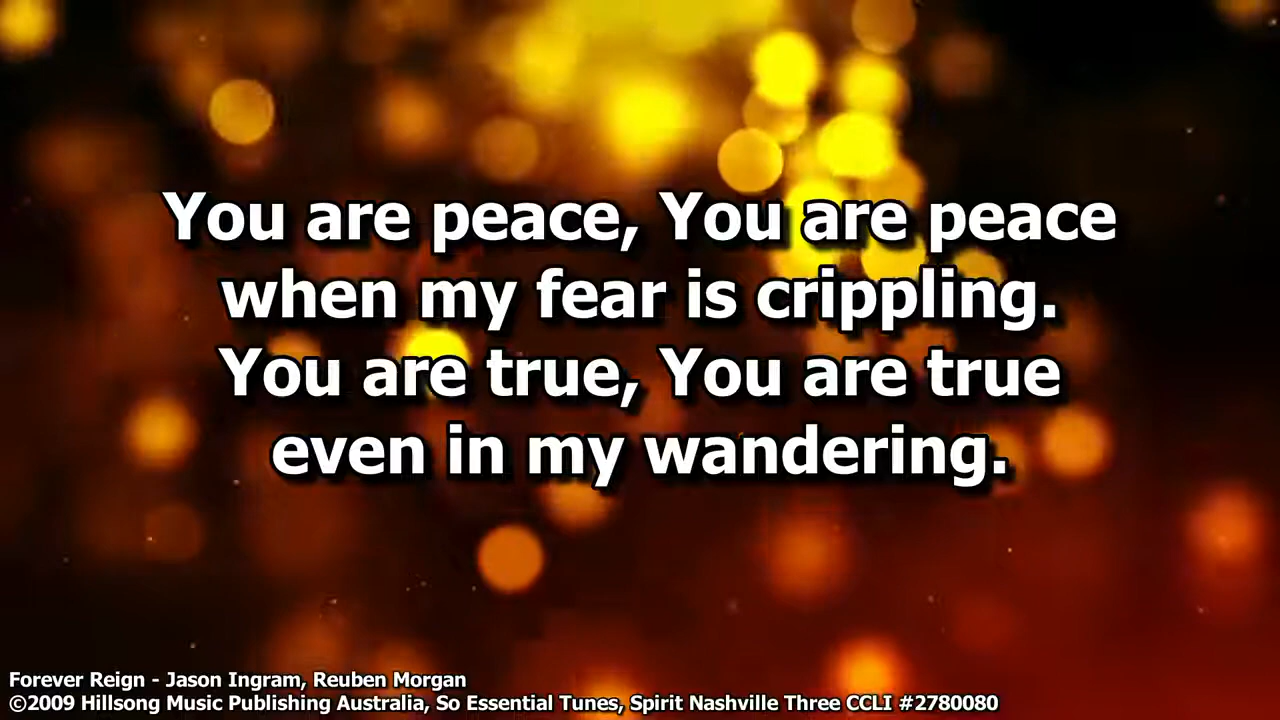 You are peace, You are peace
when my fear is crippling.
You are true, You are true
even in my wandering.
Forever Reign - Jason Ingram, Reuben Morgan
©2009 Hillsong Music Publishing Australia, So Essential Tunes, Spirit Nashville Three CCLI #2780080